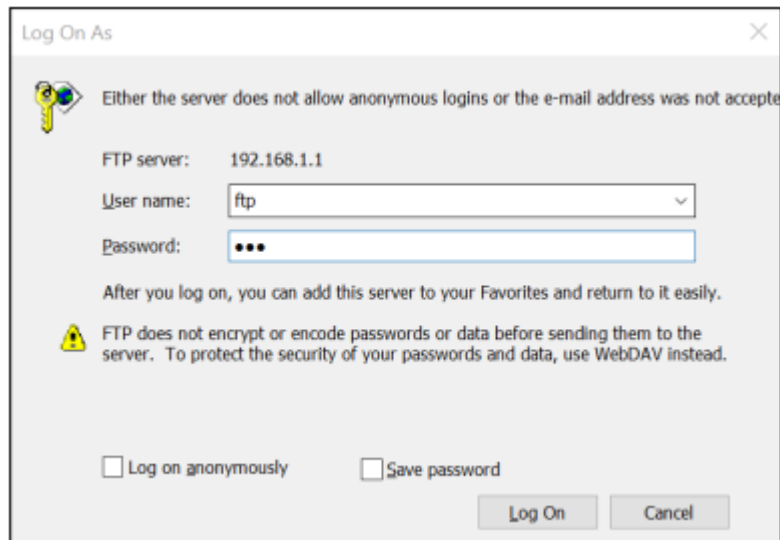 Log On As
Either the server does not allow anonymous logins or the e-mail address was not accepte
FTP server: 192.168.1.1
User name: ftp
Password: •••
After you log on, you can add this server to your Favorites and return to it easily.
FTP does not encrypt or encode passwords or data before sending them to the
server. To protect the security of your passwords and data, use WebDAV instead.
Log on anonymously Save password
Log On Cancel